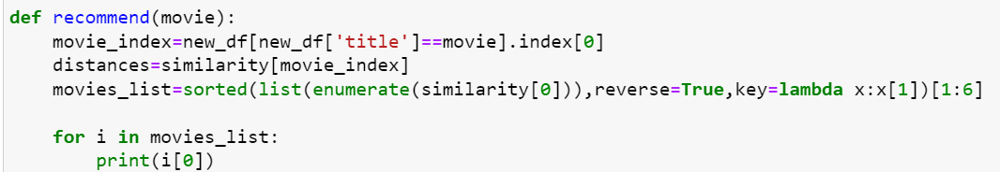 def recommend(movie):
    movie_index=new_df[new_df['title']==movie].index[0]
    distances=similarity[movie_index]
    movies_list=sorted(list(enumerate(similarity[0])),reverse=True,key=lambda x:x[1])[1:6]

    for i in movies_list:
        print(i[0])